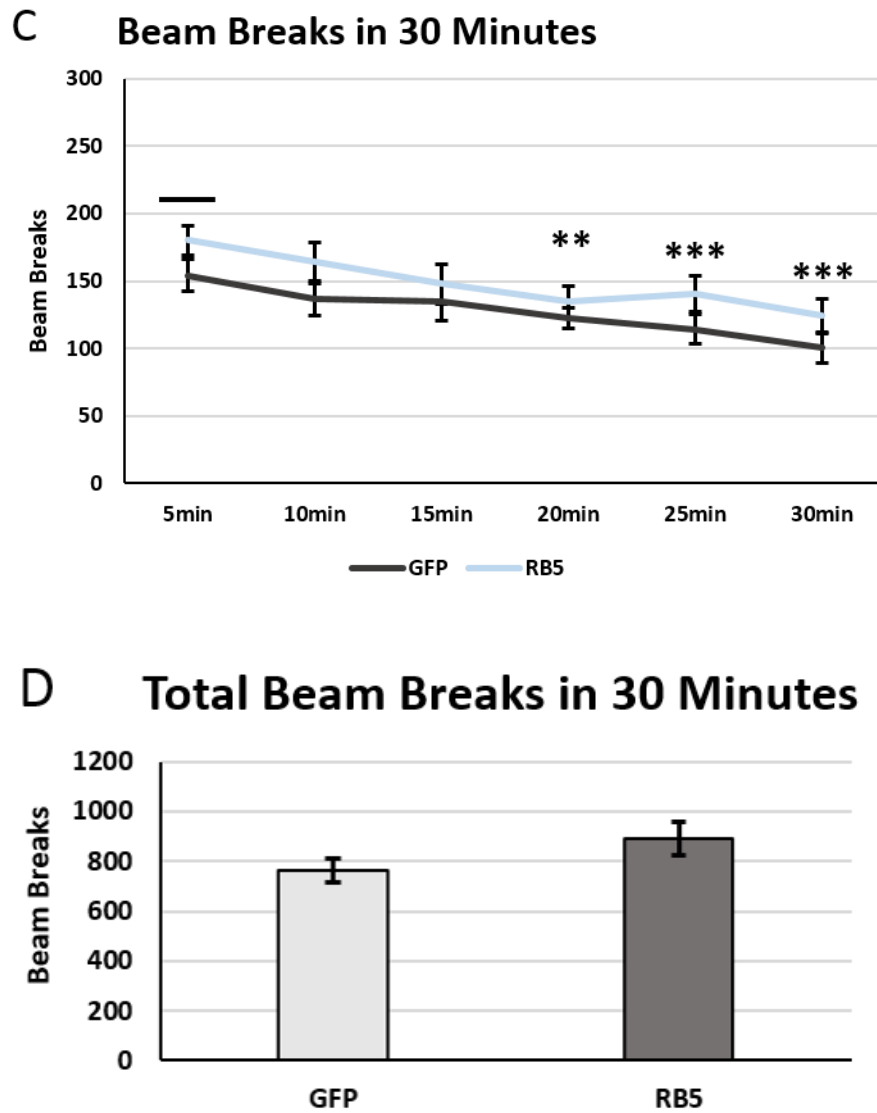 C Beam Breaks in 30 Minutes
300
250
200
150
100
50
0
Beam Breaks
** *** ***
5min 10min 15min 20min 25min 30min
GFP RB5
D Total Beam Breaks in 30 Minutes
1200
1000
800
600
400
200
0
Beam Breaks
GFP RB5